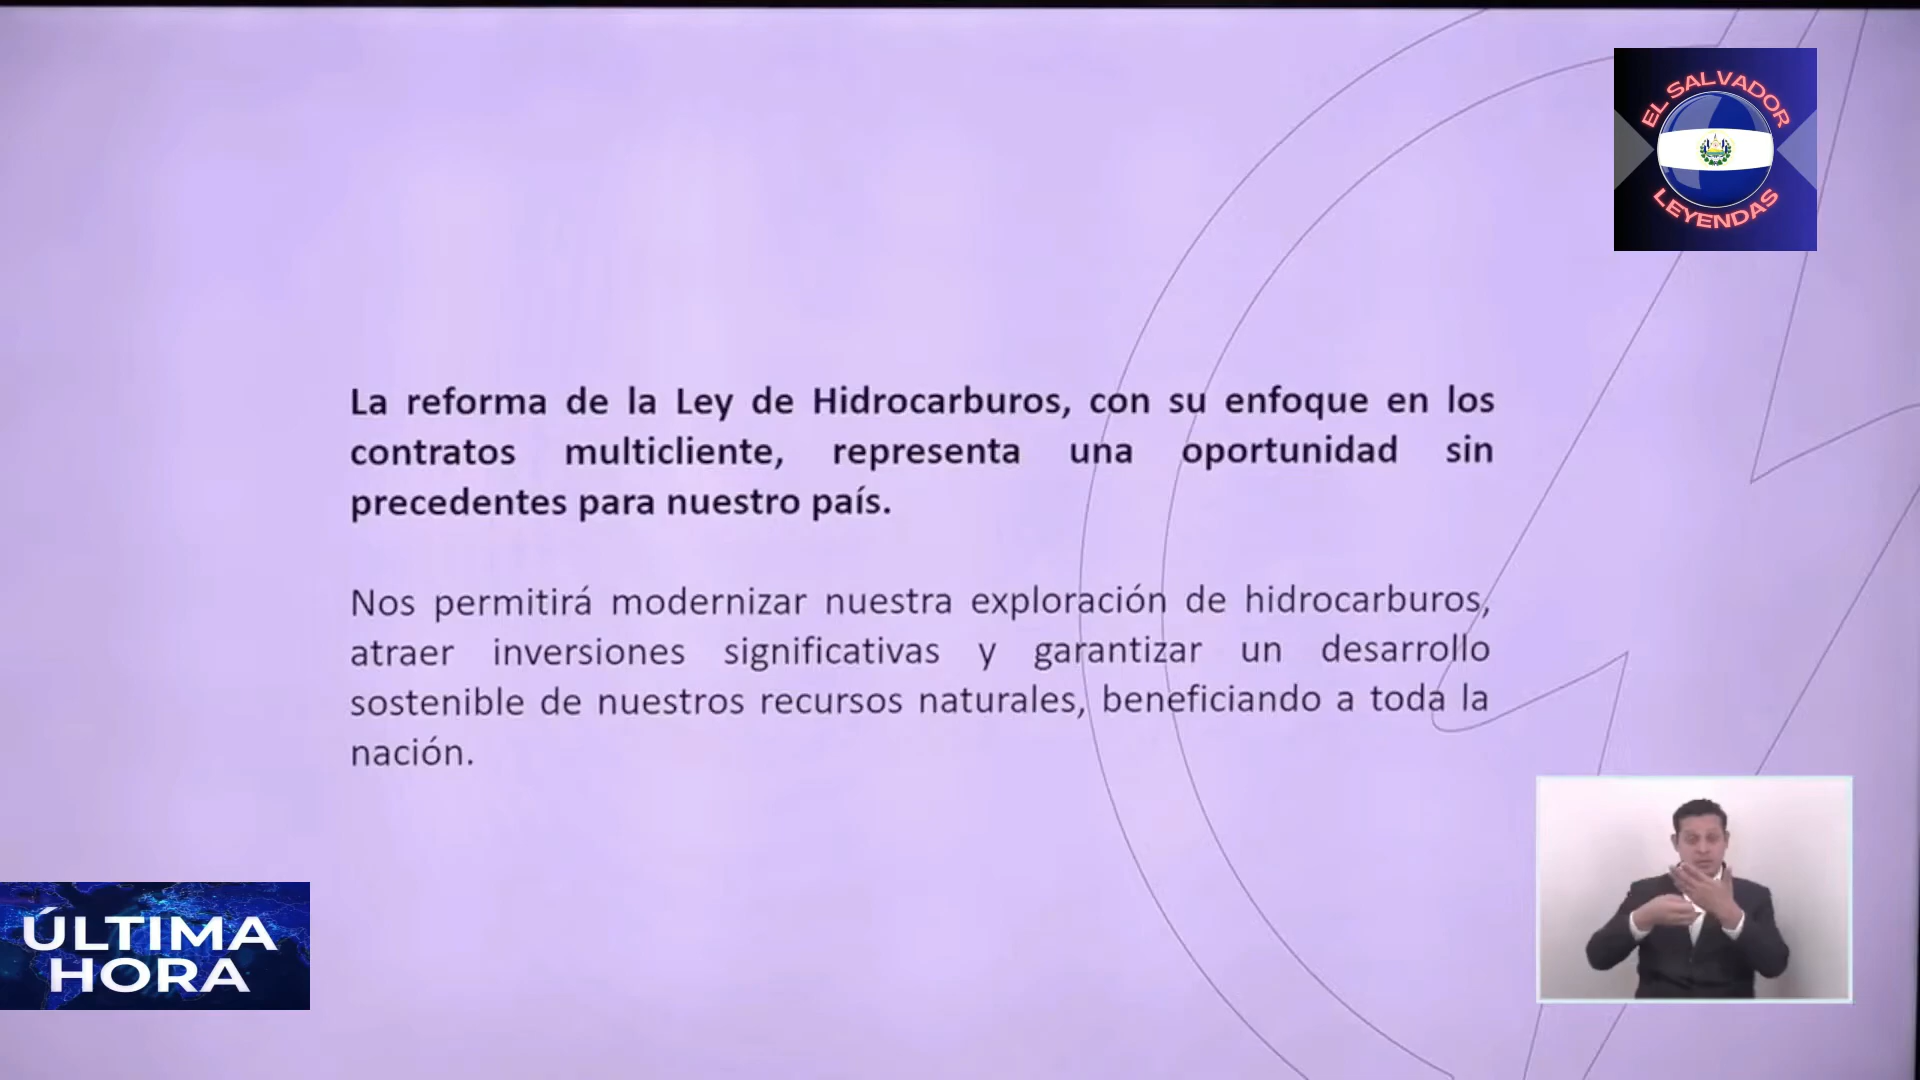 EL SALVADOR
LEYENDAS
La reforma de la Ley de Hidrocarburos, con su enfoque en los
contratos multicliente, representa una oportunidad sin
precedentes para nuestro país.
Nos permitirá modernizar nuestra exploración de hidrocarburos,
atraer inversiones significativas y garantizar un desarrollo
sostenible de nuestros recursos naturales, beneficiando a toda la
nación.
ÚLTIMA
HORA